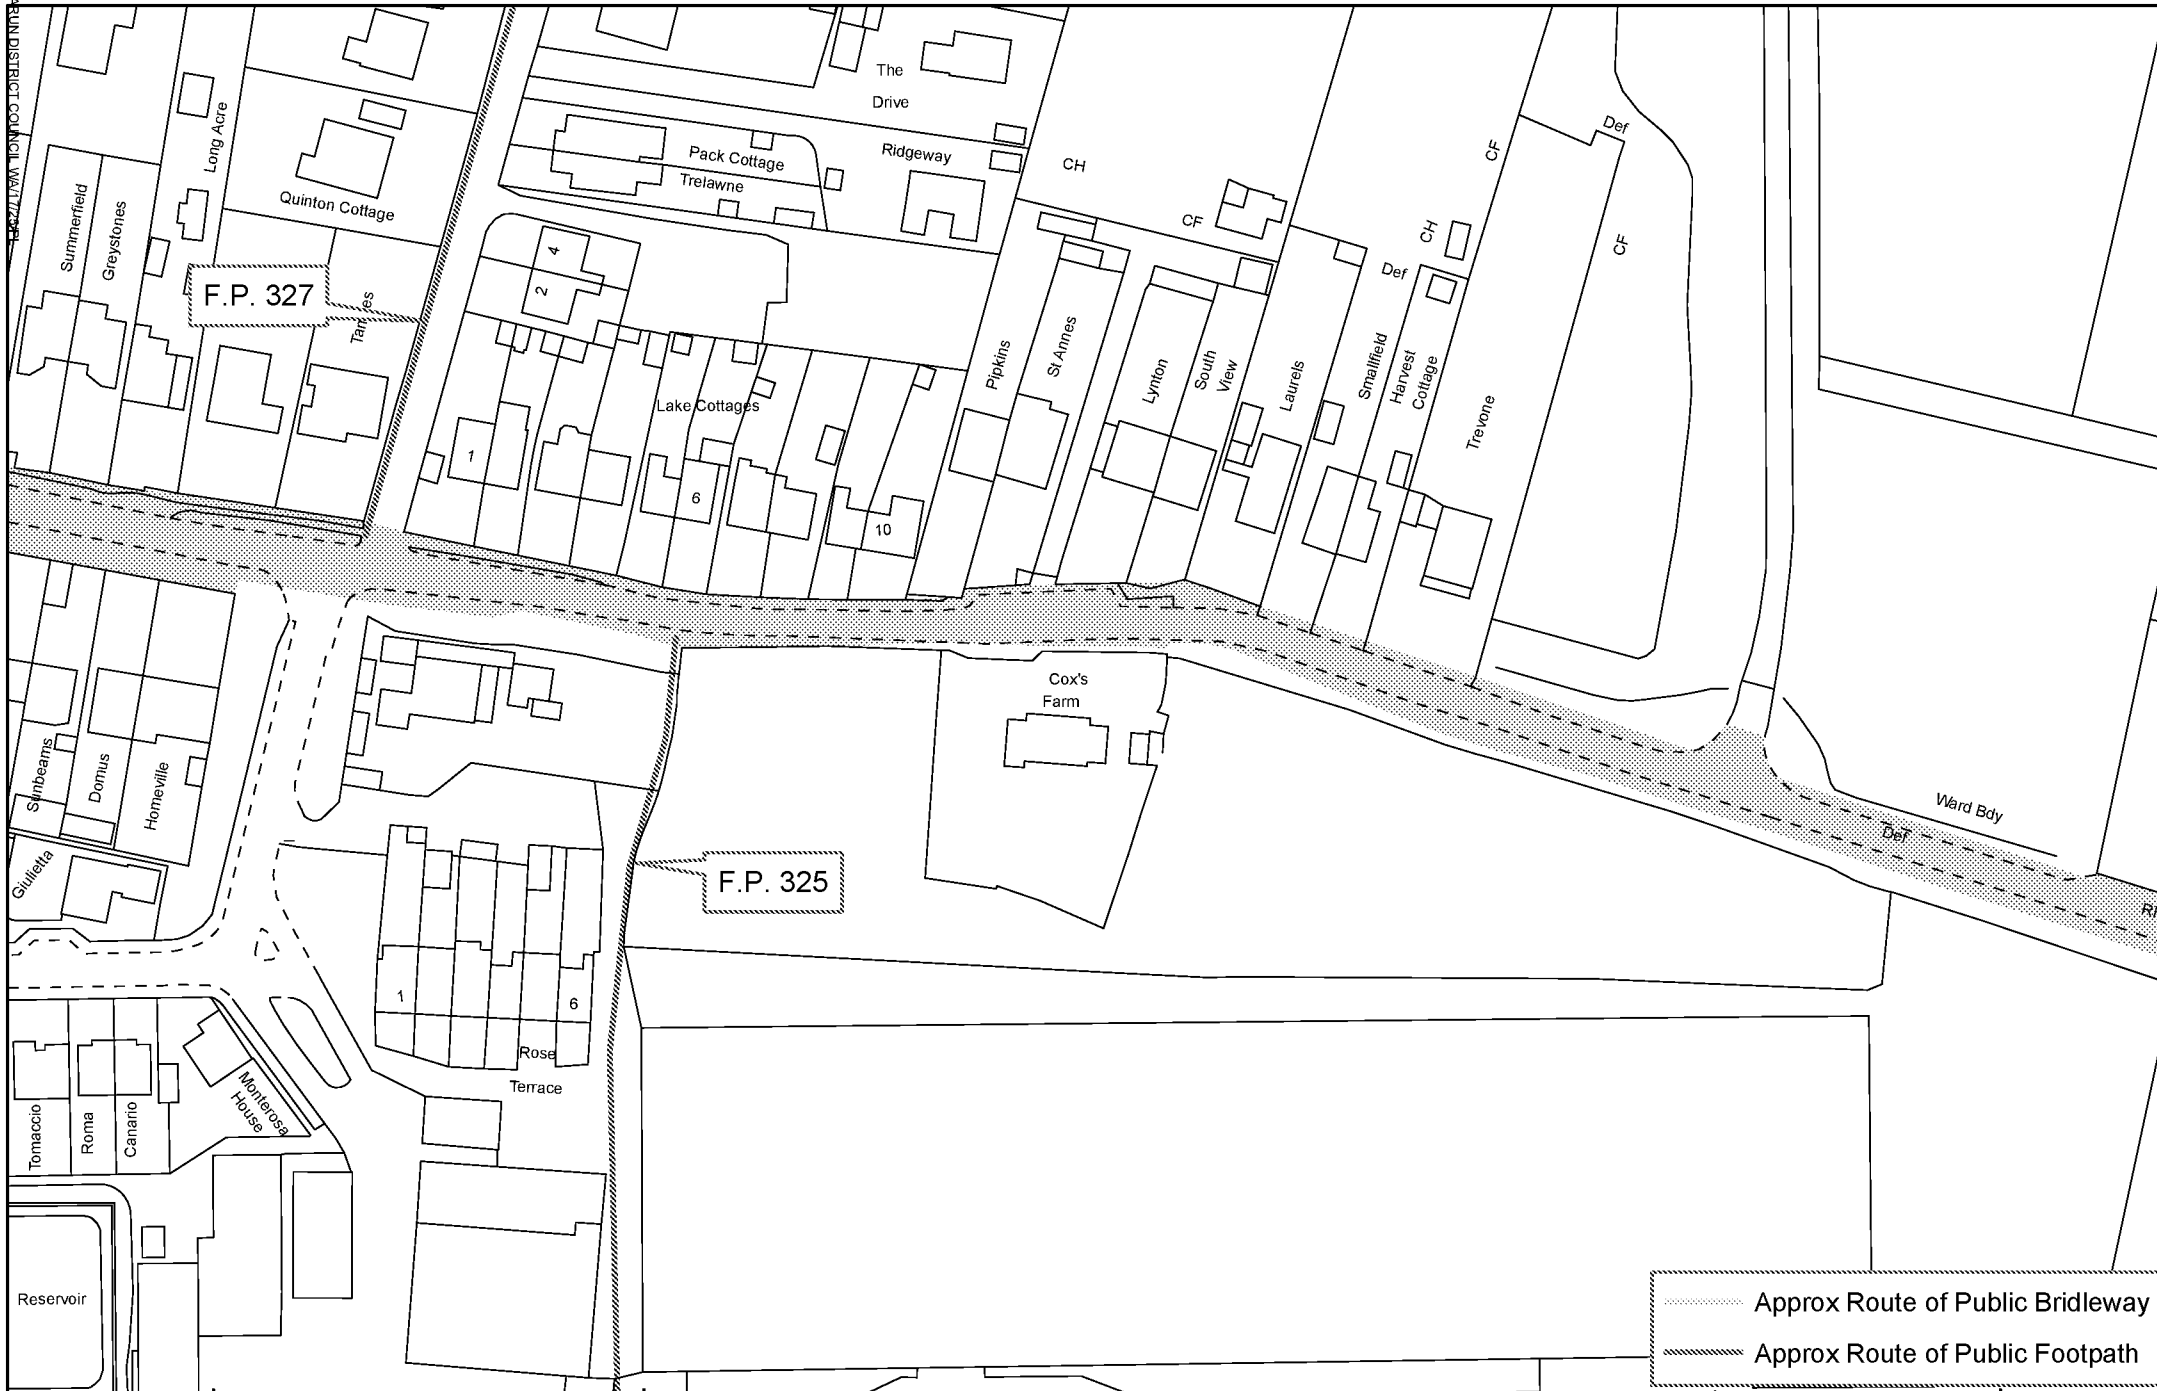 ARUN DISTRICT COUNCIL
The
Drive
Long Acre
Def
CF
Pack Cottage
Ridgeway
CH
Trelawne
Quinton Cottage
Summerfield
Greystones
CF
CH
CF
4
2
Def
F.P. 327
Pipkins
St Annes
Lynton
South
View
Laurels
Smallfield
Harvest
Cottage
Trevone
Lake Cottages
1
6
10
Cox's
Farm
Sunbeams
Domus
Homeville
Ward Bdy
Def
Giulietta
F.P. 325
1
6
Rose
Terrace
Monterosa
House
Tomaccio
Roma
Canario
Reservoir
Approx Route of Public Bridleway
Approx Route of Public Footpath